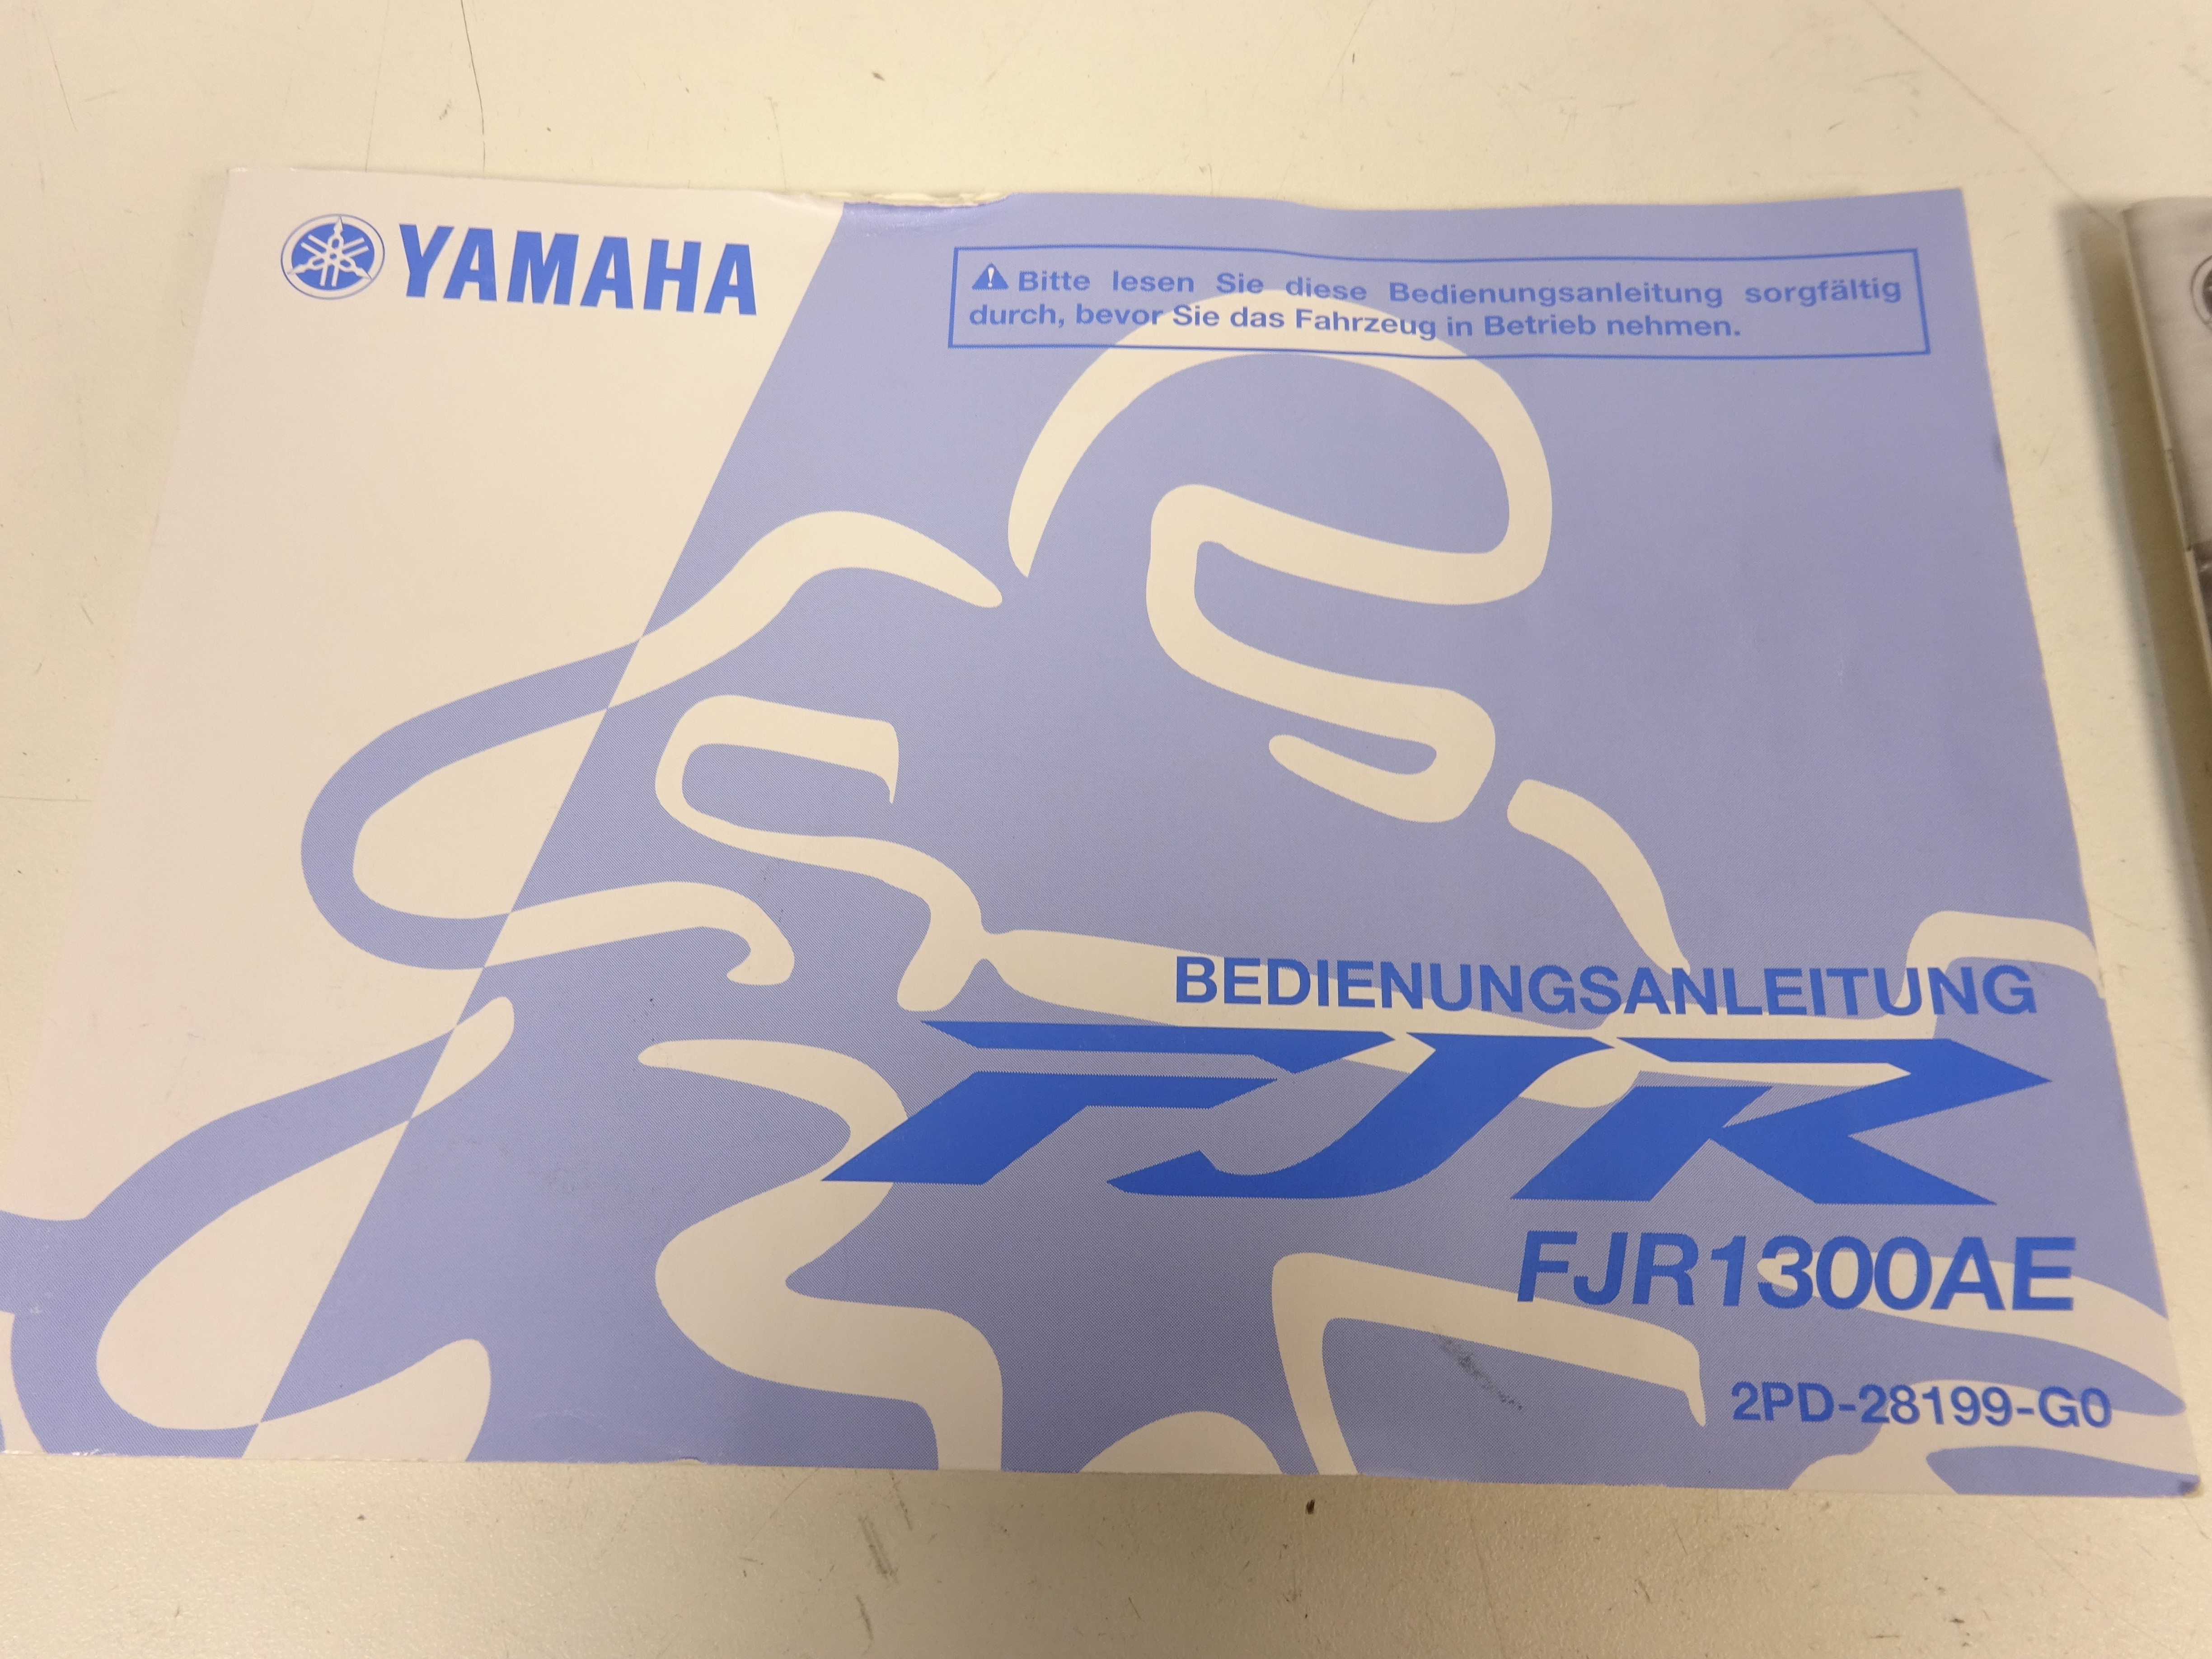 YAMAHA
Bitte lesen Sie diese Bedienungsanleitung sorgfältig
durch, bevor Sie das Fahrzeug in Betrieb nehmen.
BEDIENUNGSANLEITUNG
FJR
FJR1300AE
2PD-28199-G0